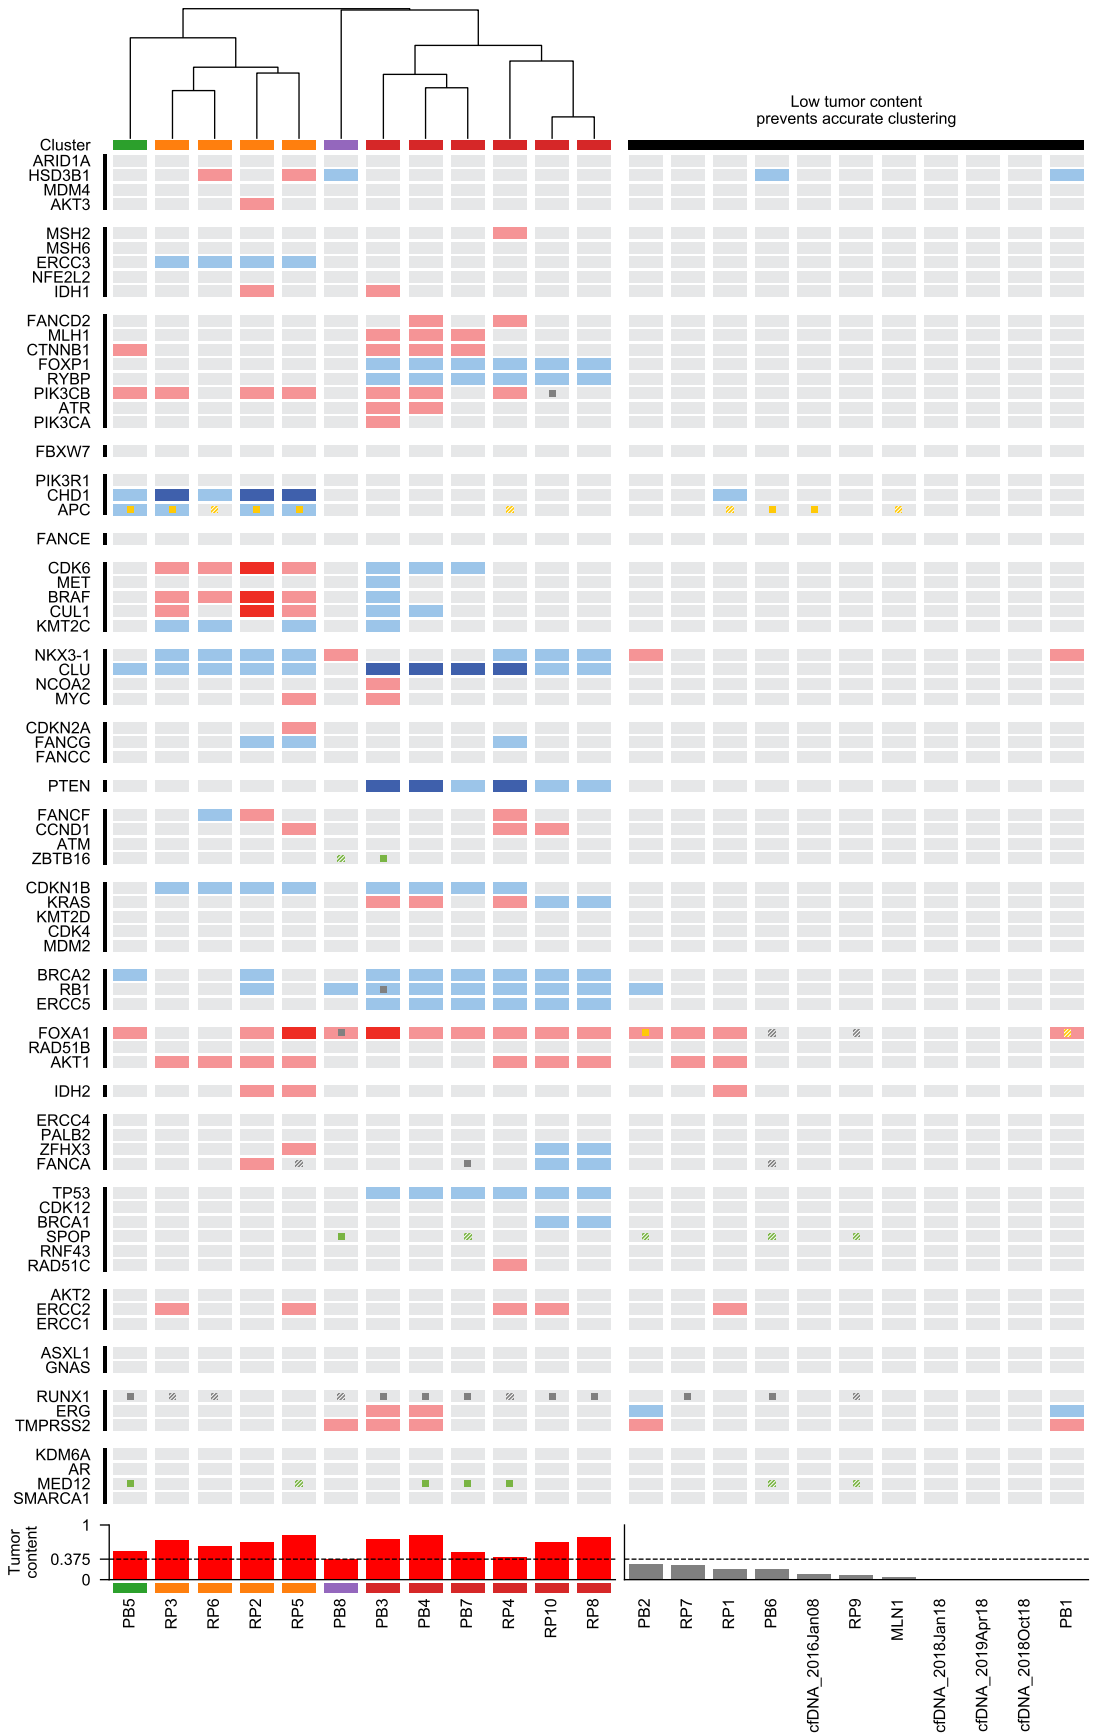 Low tumor content
prevents accurate clustering
Cluster
ARID1A
HSD3B1
MDM4
AKT3
MSH2
MSH6
ERCC3
NFE2L2
IDH1
FANCD2
MLH1
CTNNB1
FOXP1
RYBP
PIK3CB
ATR
PIK3CA
FBXW7
PIK3R1
CHD1
APC
FANCE
CDK6
MET
BRAF
CUL1
KMT2C
NKX3-1
CLU
NCOA2
MYC
CDKN2A
FANCG
FANCC
PTEN
FANCF
CCND1
ATM
ZBTB16
CDKN1B
KRAS
KMT2D
CDK4
MDM2
BRCA2
RB1
ERCC5
FOXA1
RAD51B
AKT1
IDH2
ERCC4
PALB2
ZFHX3
FANCA
TP53
CDK12
BRCA1
SPOP
RNF43
RAD51C
AKT2
ERCC2
ERCC1
ASXL1
GNAS
RUNX1
ERG
TMPRSS2
KDM6A
AR
MED12
SMARCA1
Tumor
content
1
0.375
0
PB5
RP3
RP6
RP2
RP5
PB8
PB3
PB4
PB7
RP4
RP10
RP8
PB2
RP7
RP1
PB6
cfDNA_2016Jan08
RP9
MLN1
cfDNA_2018Jan18
cfDNA_2019Apr18
cfDNA_2018Oct18
PB1